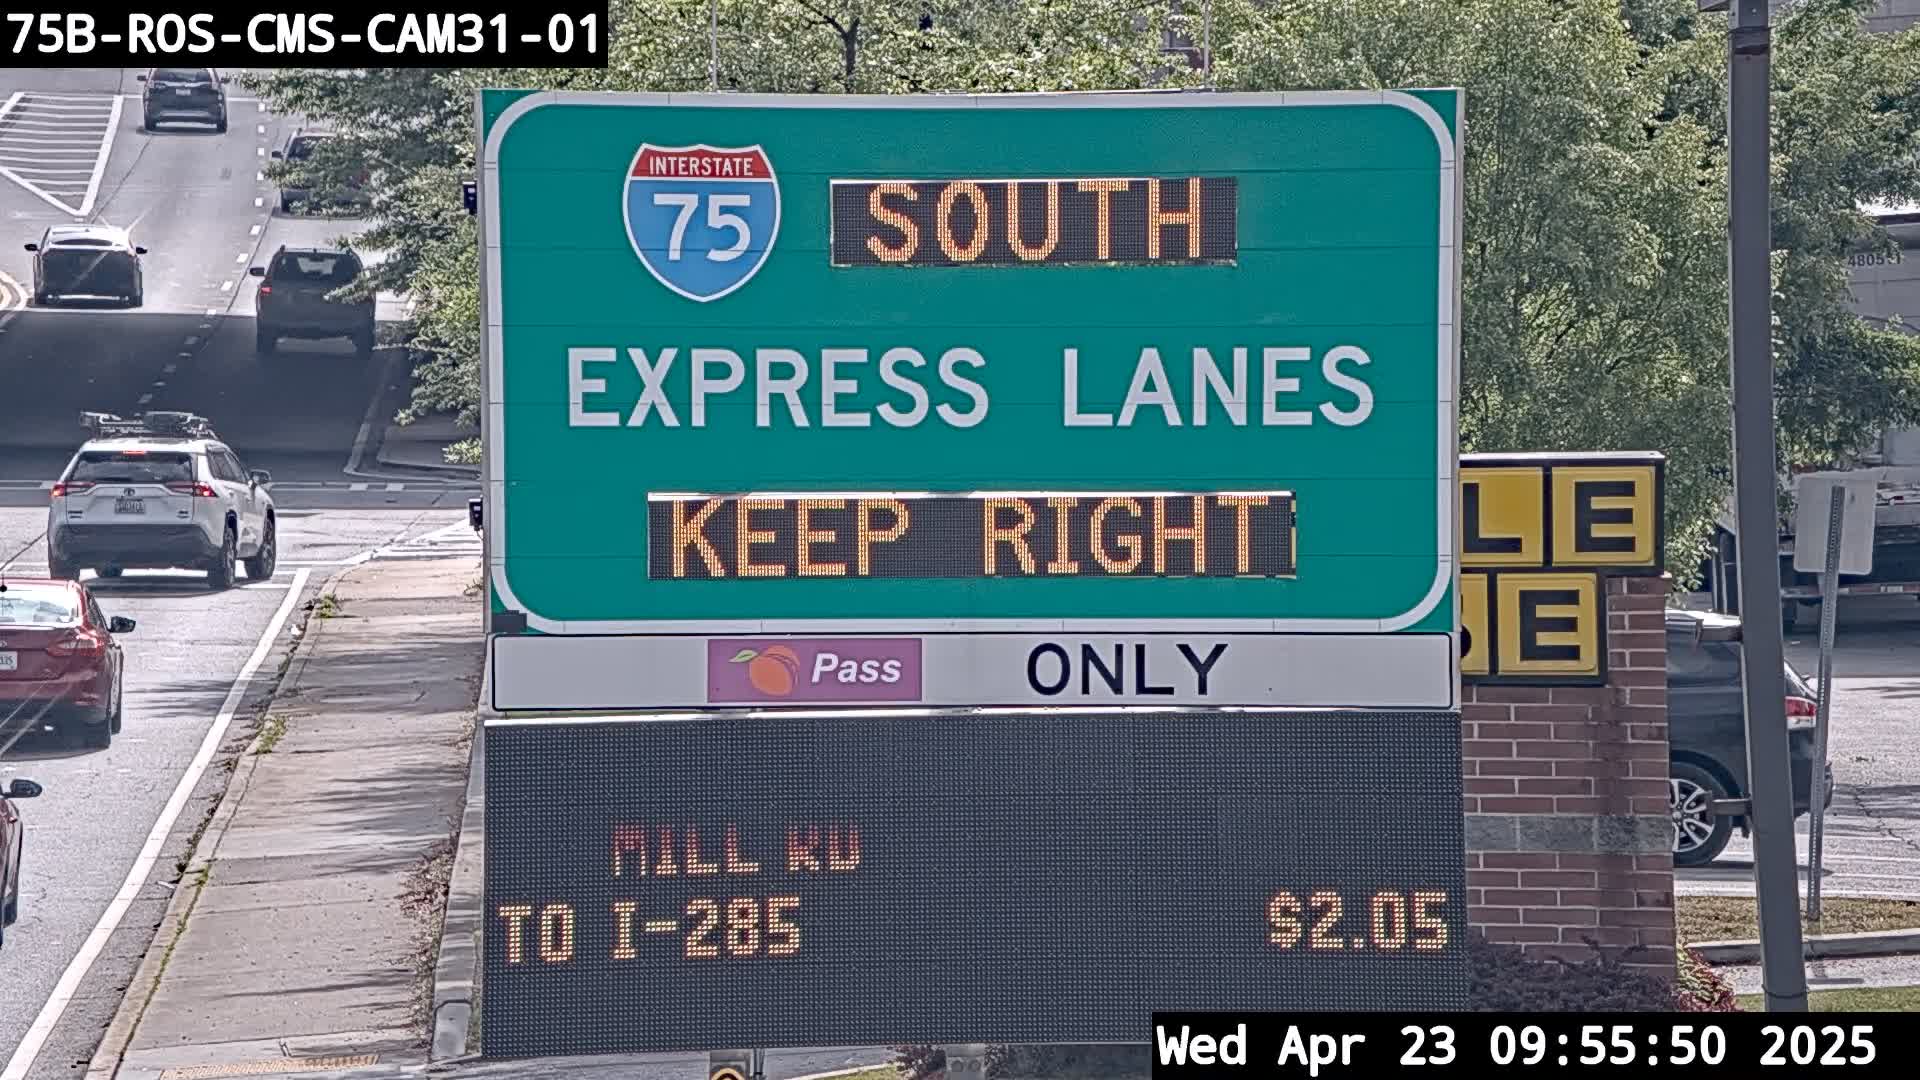 75B-ROS-CMS-CAM31-01
INTERSTATE
75
SOUTH
EXPRESS LANES
KEEP RIGHT
Pass ONLY
MILL RD
TO I-285 $2.05
LE
E
Wed Apr 23 09:55:50 2025